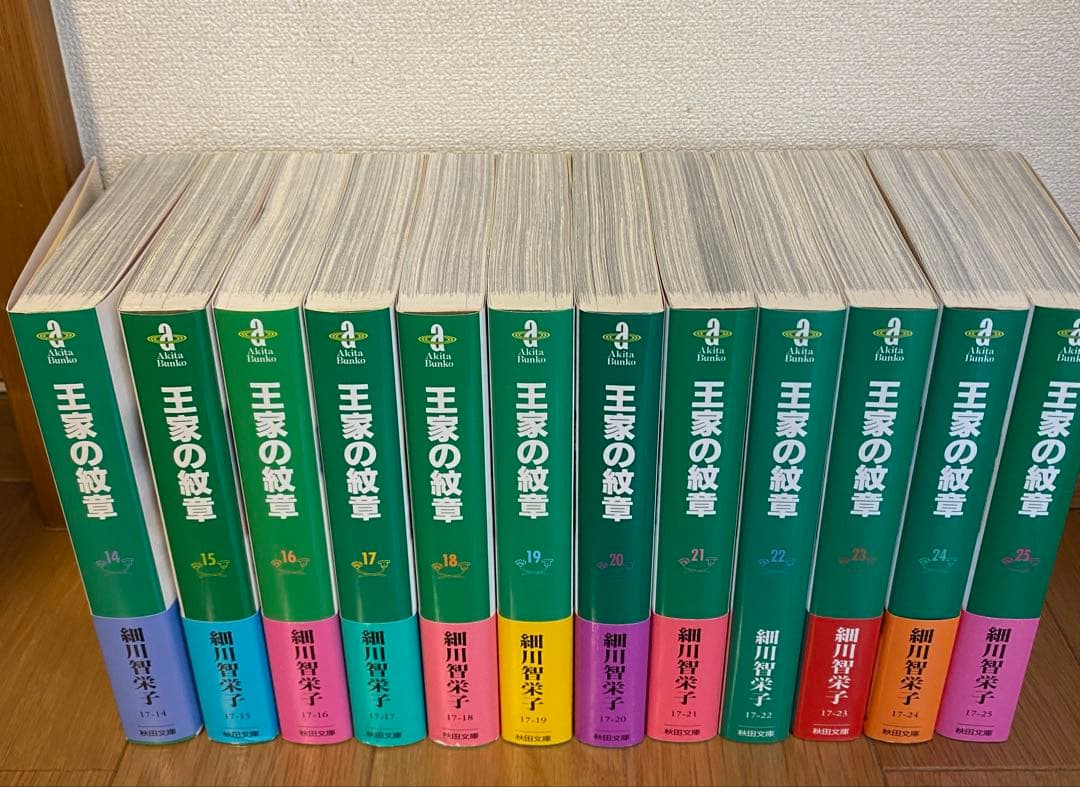 Akita
Bunko
王家の紋章
14
細川智栄子
17-14
秋田文庫
Akita
Bunko
王家の紋章
15
細川智栄子
17-15
秋田文庫
Akita
Bunko
王家の紋章
16
細川智栄子
17-16
秋田文庫
Akita
Bunko
王家の紋章
17
細川智栄子
17-17
秋田文庫
Akita
Bunko
王家の紋章
18
細川智栄子
17-18
秋田文庫
Akita
Bunko
王家の紋章
19
細川智栄子
17-19
秋田文庫
Akita
Bunko
王家の紋章
20
細川智栄子
17-20
秋田文庫
Akita
Bunko
王家の紋章
21
細川智栄子
17-21
秋田文庫
Akita
Bunko
王家の紋章
22
細川智栄子
17-22
秋田文庫
Akita
Bunko
王家の紋章
23
細川智栄子
17-23
秋田文庫
Akita
Bunko
王家の紋章
24
細川智栄子
17-24
秋田文庫
王家の紋章
25
細川智栄子
17-25
秋田文庫